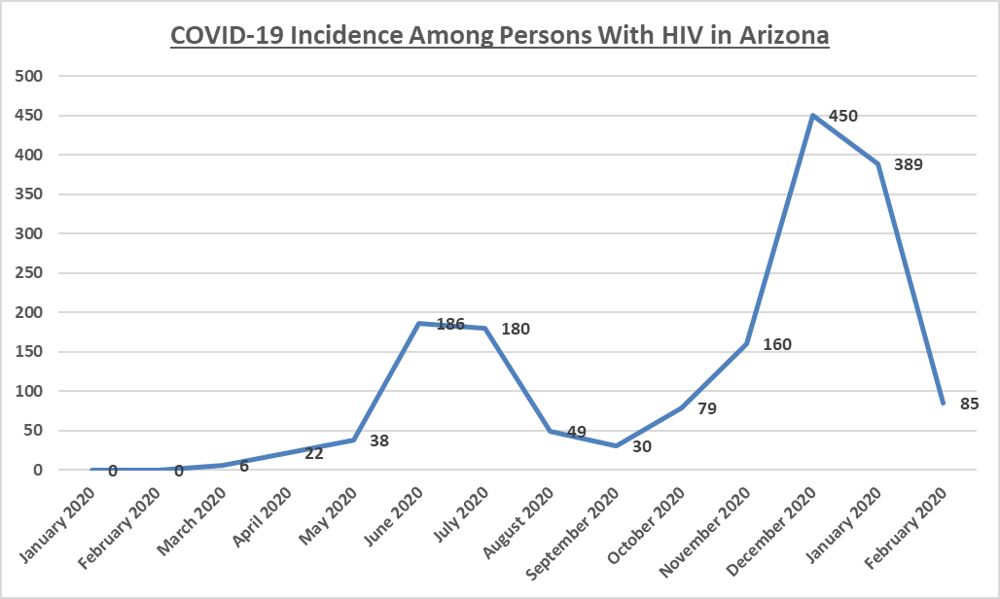 COVID-19 Incidence Among Persons With HIV in Arizona
500
450
400
350
300
250
200
150
100
50
0
0
0
6
22
38
186
180
49
30
79
160
450
389
85
January 2020
February 2020
March 2020
April 2020
May 2020
June 2020
July 2020
August 2020
September 2020
October 2020
November 2020
December 2020
January 2020
February 2020